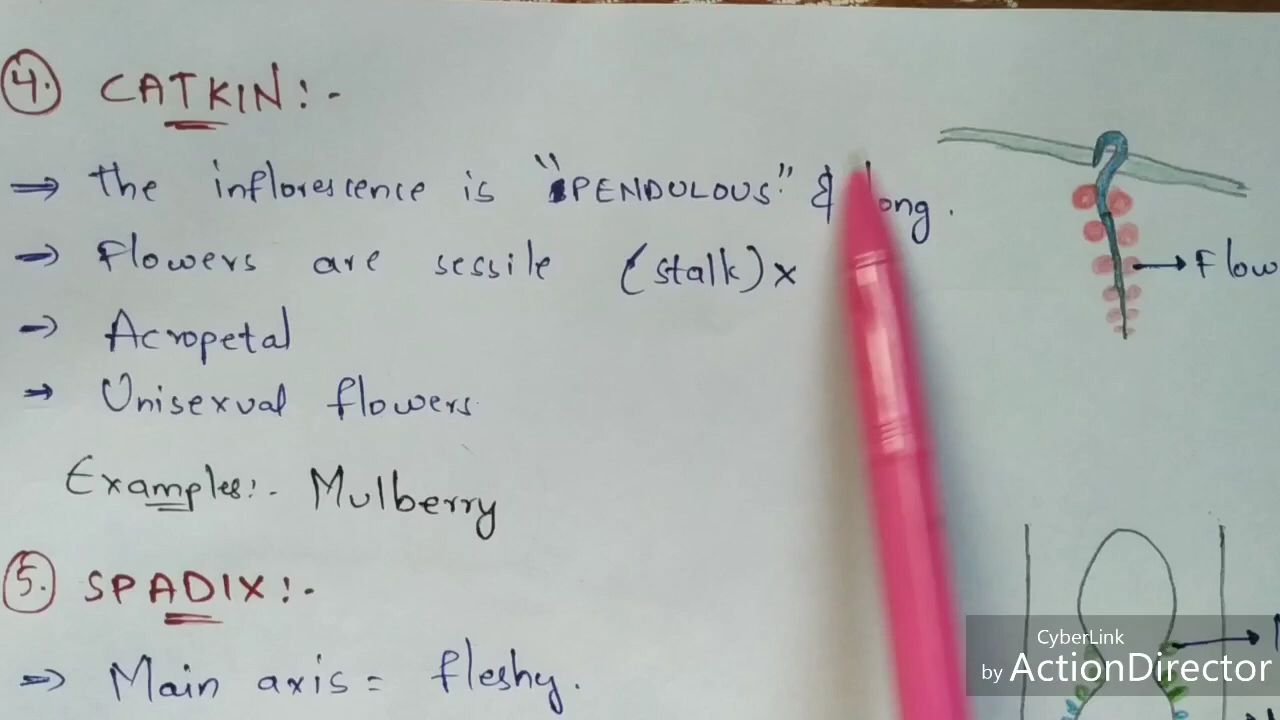 4. CATKIN:-
⇒ the inflorescence is "PENDULOUS" & long.
→ Flowers are sessile (stalk) x
→ Flow
→ Acropetal
→ Unisexual flowers
Examples:- Mulberry
5. SPADIX:-
⇒ Main axis = fleshy.
CyberLink
by ActionDirector